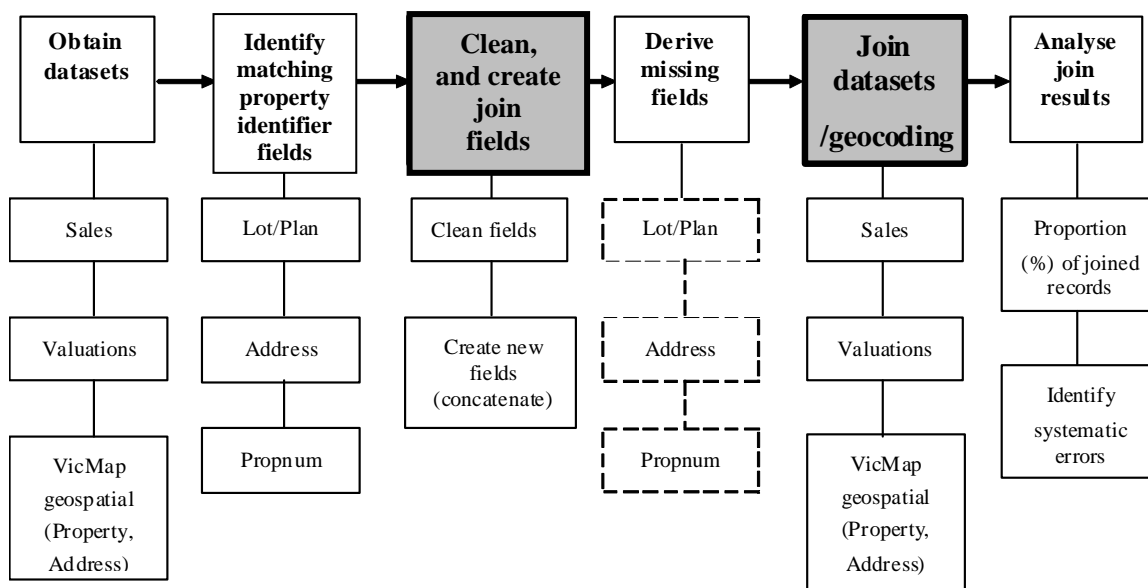 Obtain
datasets
Identify
matching
property
identifier
fields
Clean,
and create
join
fields
Derive
missing
fields
Join
datasets
/geocoding
Analyse
join
results
Sales
Valuations
VicMap
geospatial
(Property,
Address)
Lot/Plan
Address
Propnum
Clean fields
Create new
fields
(concatenate)
Lot/Plan
Address
Propnum
Sales
Valuations
VicMap
geospatial
(Property,
Address)
Proportion
(%) of joined
records
Identify
systematic
errors